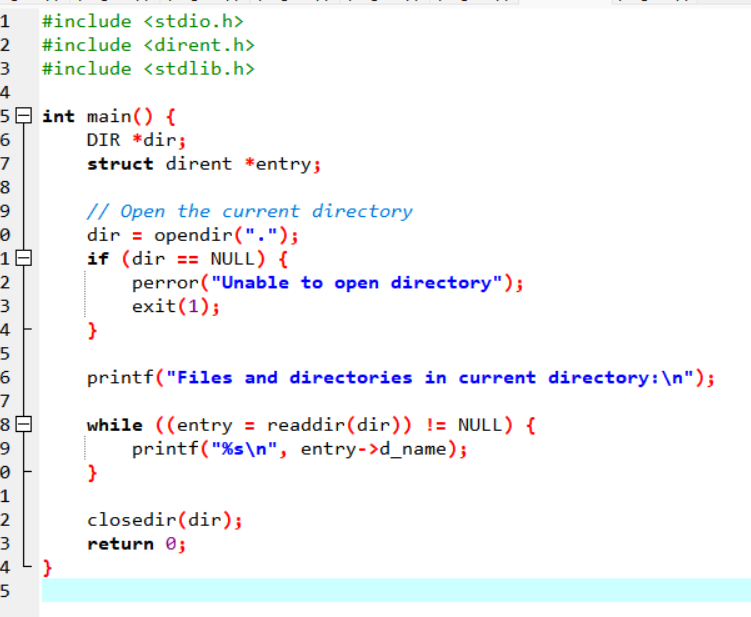 1 #include <stdio.h>
2 #include <dirent.h>
3 #include <stdlib.h>
4
5 int main() {
6     DIR *dir;
7     struct dirent *entry;
8
9     // Open the current directory
0     dir = opendir(".");
1     if (dir == NULL) {
2         perror("Unable to open directory");
3         exit(1);
4     }
5
6     printf("Files and directories in current directory:\n");
7
8     while ((entry = readdir(dir)) != NULL) {
9         printf("%s\n", entry->d_name);
0     }
1
2     closedir(dir);
3     return 0;
4 }
5